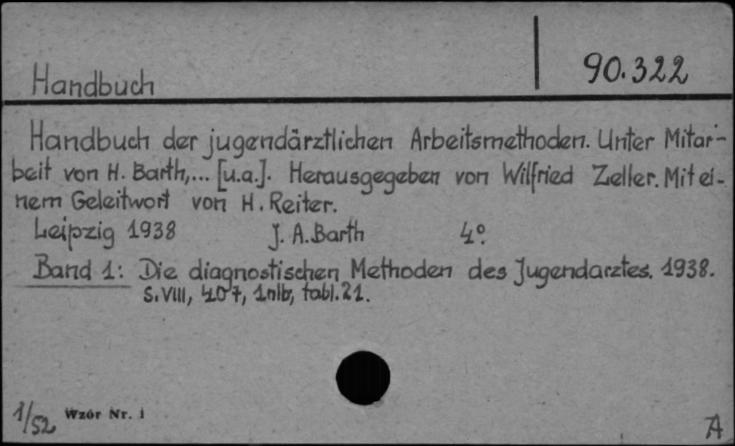 90.322
Handbuch
Handbuch der jugendärztlichen Arbeitsmethoden. Unter Mitar-
beit von H. Barth,... [u.a.]. Herausgegeben von Wilfried Zeller. Mit ei-
nem Geleitwort von H. Reiter.
Leipzig 1938 J. A. Barth 4°
Band 1: Die diagnostischen Methoden des Jugendarztes. 1938.
S. VIII, 407, 1nlb, tabl. 21.
1/52 Wzór Nr. 1
A